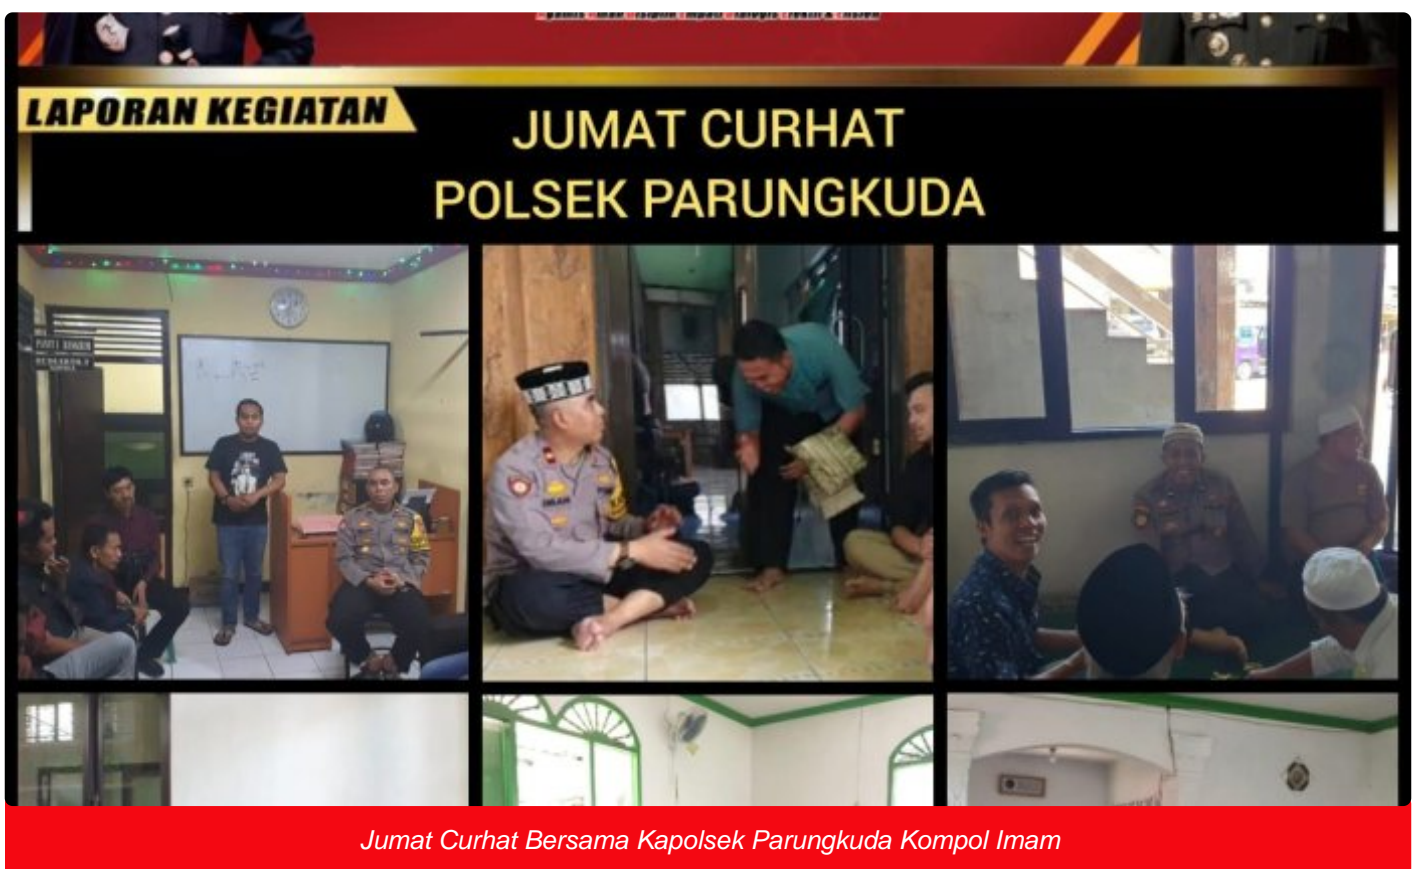 LAPORAN KEGIATAN
JUMAT CURHAT
POLSEK PARUNGKUDA
Jumat Curhat Bersama Kapolsek Parungkuda Kompol Imam